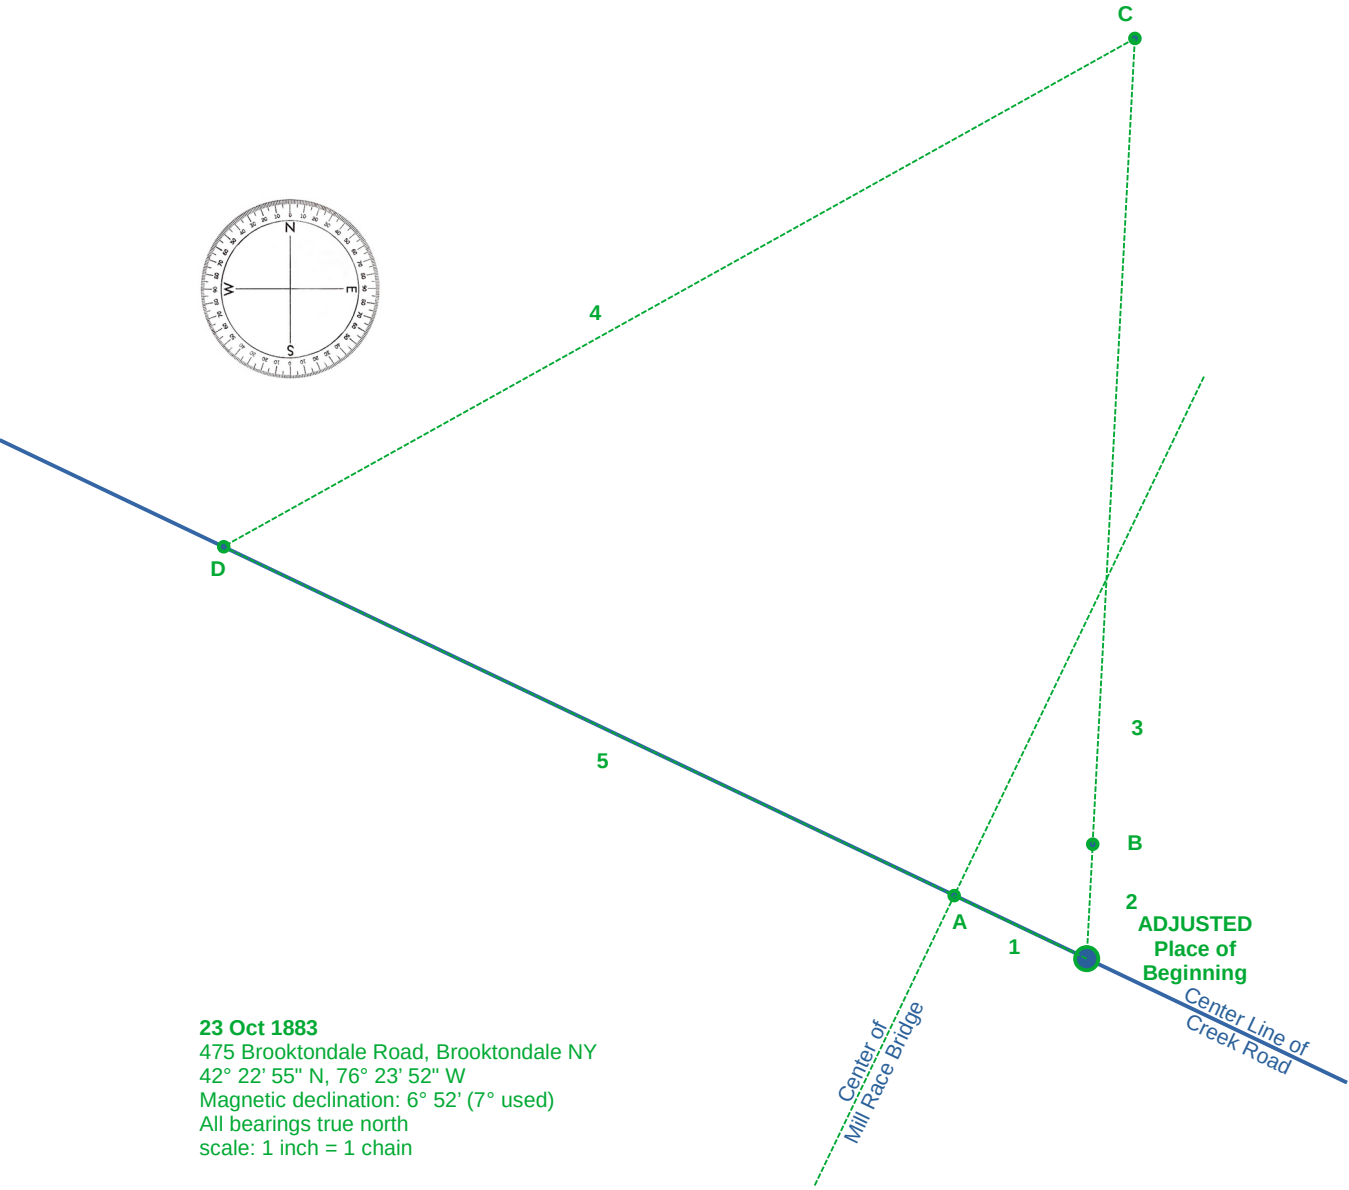 C
N
W
E
S
4
D
3
5
B
2
A
ADJUSTED
Place of
Beginning
1
Center Line of
Creek Road
Center of
Mill Race Bridge
23 Oct 1883
475 Brooktondale Road, Brooktondale NY
42° 22’ 55" N, 76° 23’ 52" W
Magnetic declination: 6° 52’ (7° used)
All bearings true north
scale: 1 inch = 1 chain